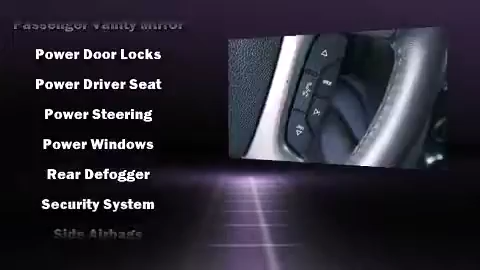 Passenger Vanity Mirror
Power Door Locks
Power Driver Seat
Power Steering
Power Windows
Rear Defogger
Security System
Side Airbags